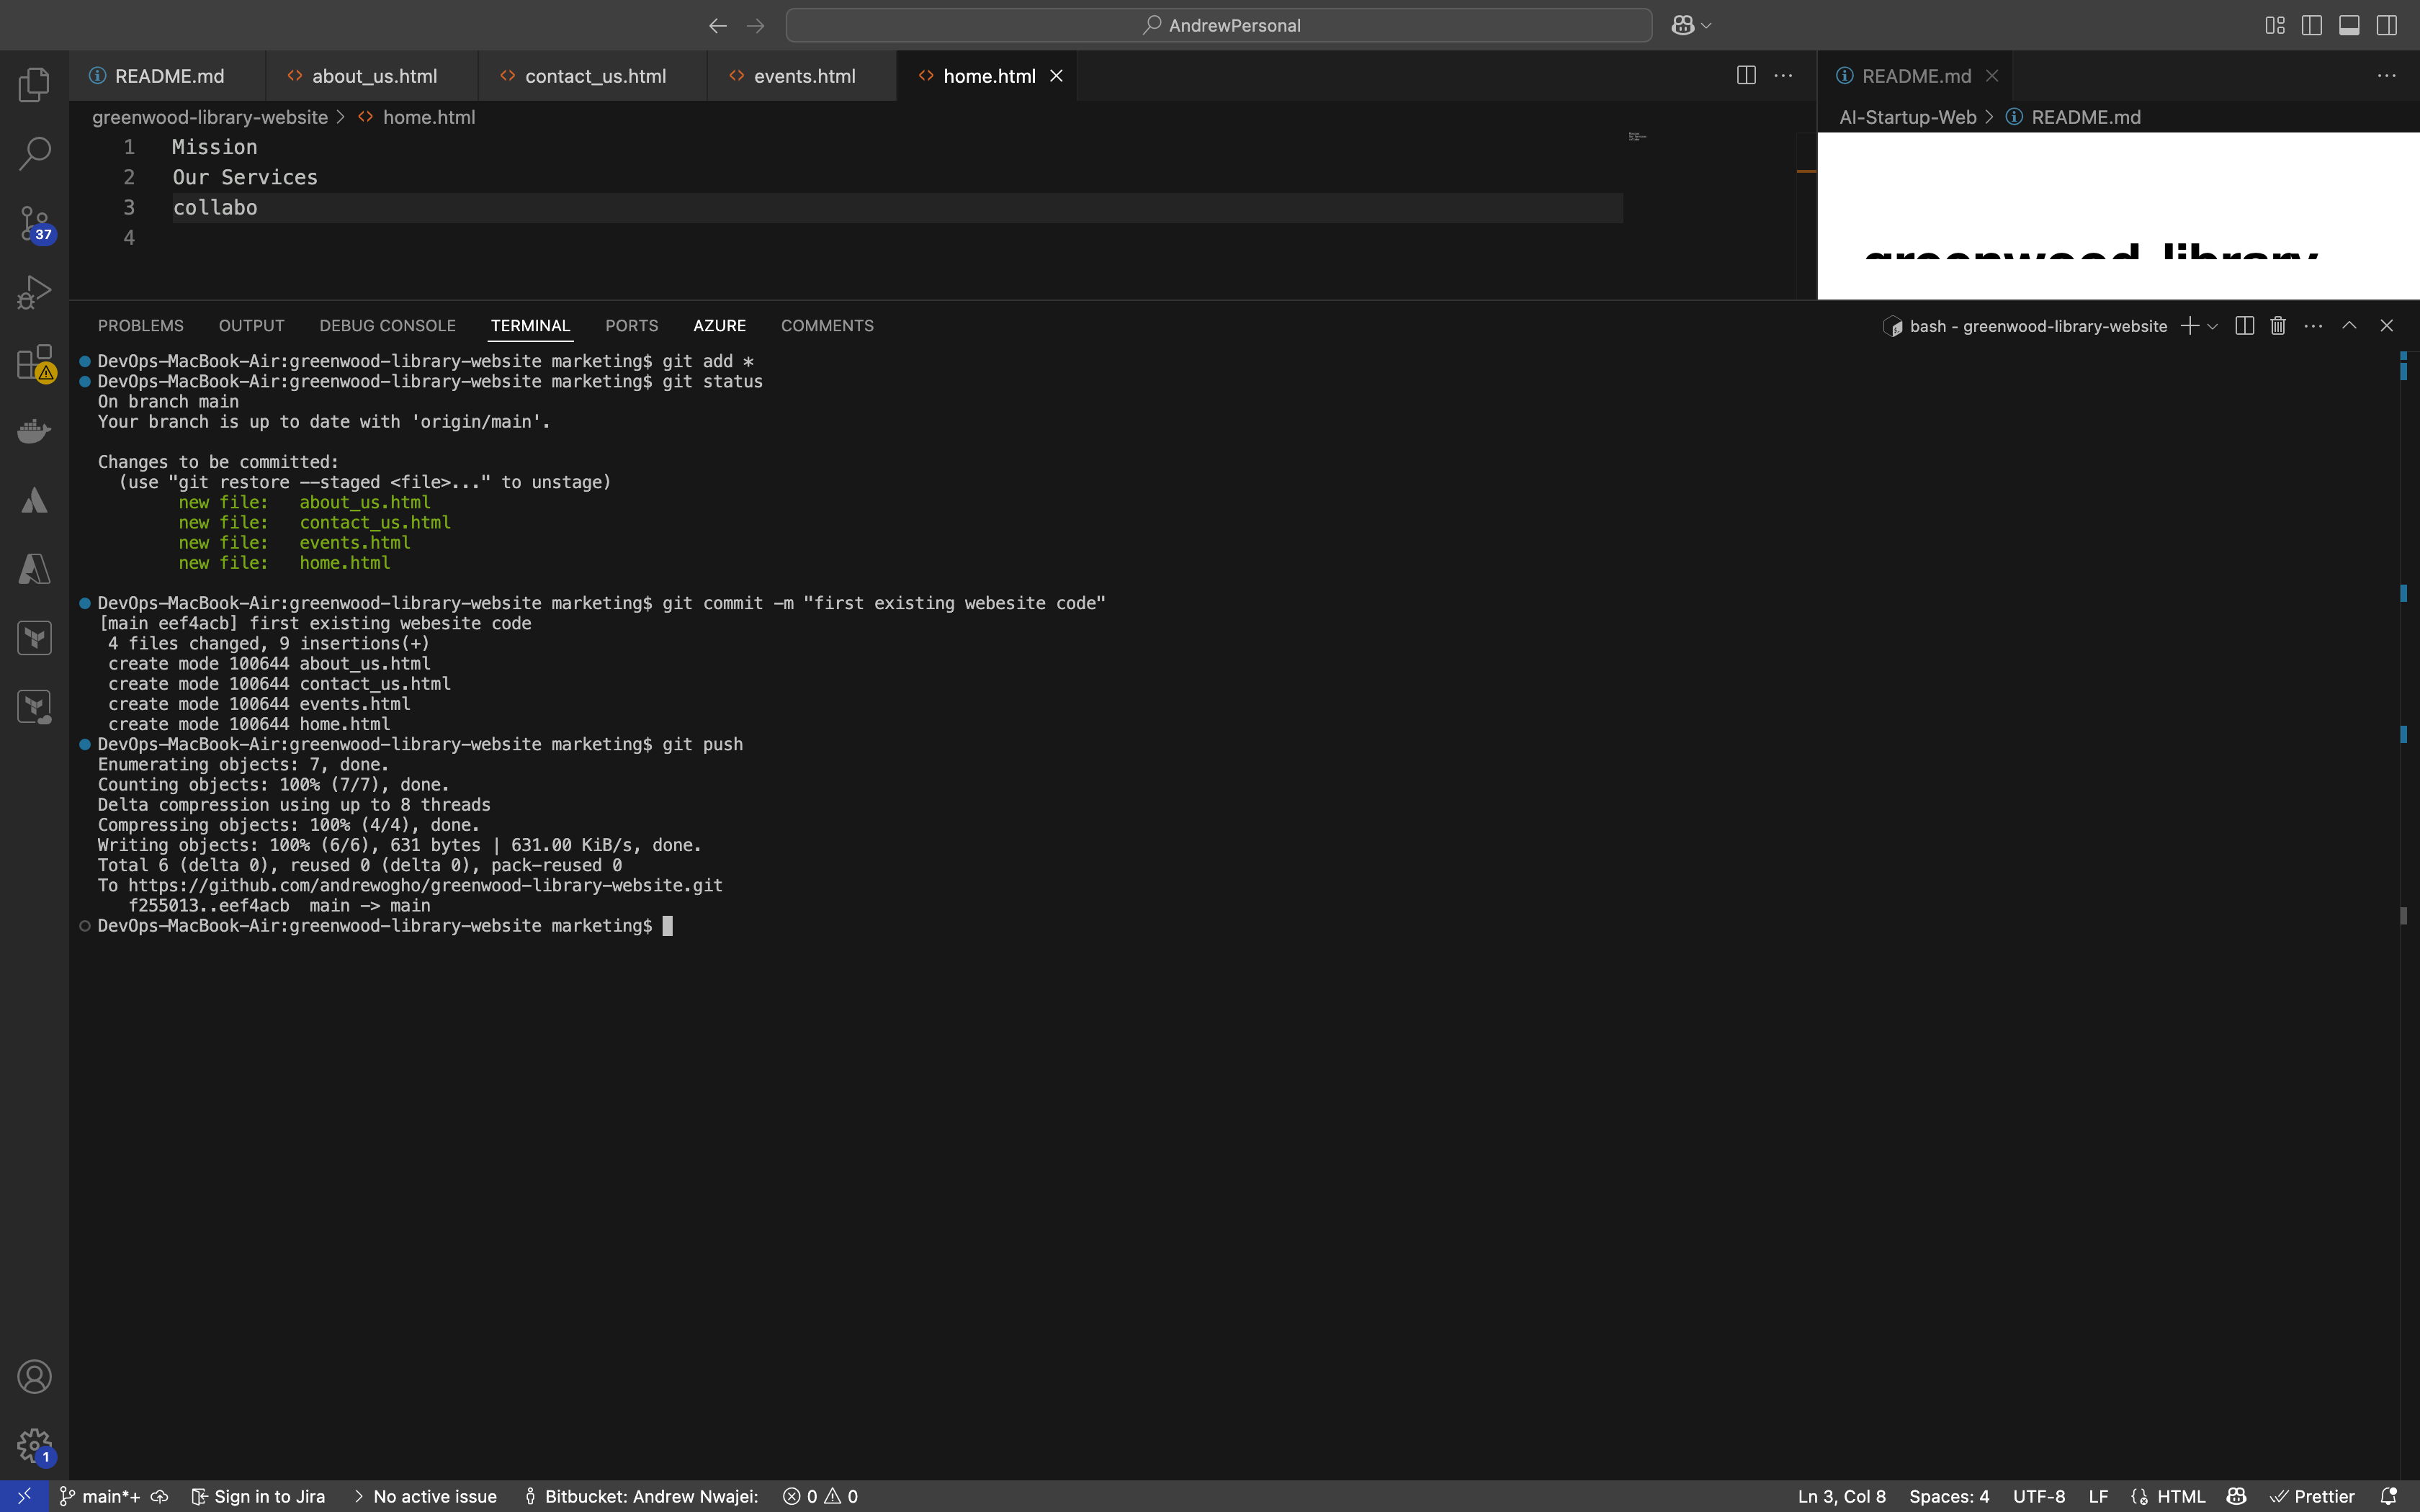 AndrewPersonal
README.md
about_us.html
contact_us.html
events.html
home.html
README.md
greenwood-library-website > home.html
AI-Startup-Web > README.md
1 Mission
2 Our Services
3 collabo
4
greenwood-library
37
PROBLEMS OUTPUT DEBUG CONSOLE TERMINAL PORTS AZURE COMMENTS
bash - greenwood-library-website
DevOps-MacBook-Air:greenwood-library-website marketing$ git add *
DevOps-MacBook-Air:greenwood-library-website marketing$ git status
On branch main
Your branch is up to date with 'origin/main'.
Changes to be committed:
(use "git restore --staged <file>..." to unstage)
new file: about_us.html
new file: contact_us.html
new file: events.html
new file: home.html
DevOps-MacBook-Air:greenwood-library-website marketing$ git commit -m "first existing webesite code"
[main eef4acb] first existing webesite code
4 files changed, 9 insertions(+)
create mode 100644 about_us.html
create mode 100644 contact_us.html
create mode 100644 events.html
create mode 100644 home.html
DevOps-MacBook-Air:greenwood-library-website marketing$ git push
Enumerating objects: 7, done.
Counting objects: 100% (7/7), done.
Delta compression using up to 8 threads
Compressing objects: 100% (4/4), done.
Writing objects: 100% (6/6), 631 bytes | 631.00 KiB/s, done.
Total 6 (delta 0), reused 0 (delta 0), pack-reused 0
To https://github.com/andrewogho/greenwood-library-website.git
f255013..eef4acb main -> main
DevOps-MacBook-Air:greenwood-library-website marketing$
1
main*+ Sign in to Jira > No active issue Bitbucket: Andrew Nwajei: 0 0 Ln 3, Col 8 Spaces: 4 UTF-8 LF HTML Prettier